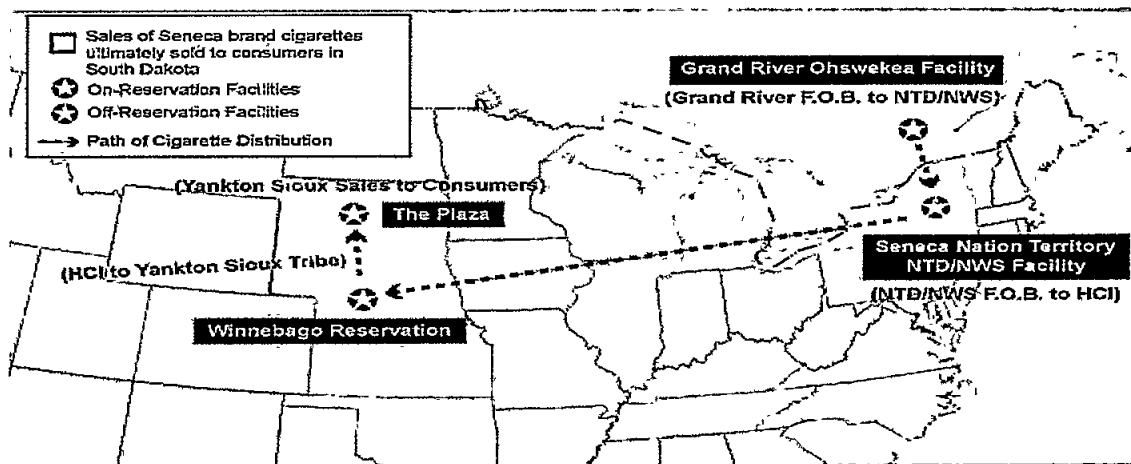 Sales of Seneca brand cigarettes
ultimately sold to consumers in
South Dakota
On-Reservation Facilities
Off-Reservation Facilities
Path of Cigarette Distribution
Grand River Ohswekea Facility
(Grand River F.O.B. to NTD/NWS)
(Yankton Sioux Sales to Consumers)
The Plaza
Seneca Nation Territory
NTD/NWS Facility
(NTD/NWS F.O.B. to HCI)
(HCI to Yankton Sioux Tribe)
Winnebago Reservation